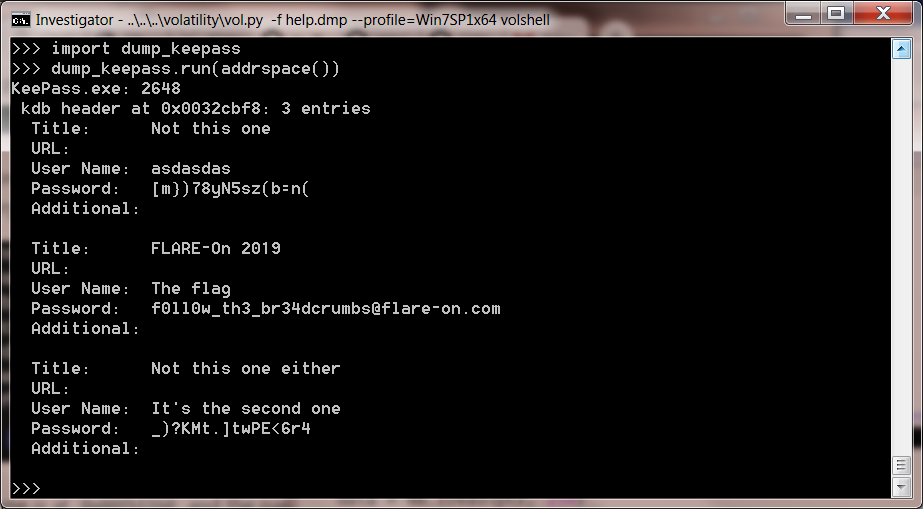 Investigator - ..\..\..\volatility\vol.py -f help.dmp --profile=Win7SP1x64 volshell
>>> import dump_keepass
>>> dump_keepass.run(addrspace())
KeePass.exe: 2648
kdb header at 0x0032cbf8: 3 entries
Title: Not this one
URL:
User Name: asdasdas
Password: [m})78yN5sz(b=n(
Additional:
Title: FLARE-On 2019
URL:
User Name: The flag
Password: f0ll0w_th3_br34dcrumbs@flare-on.com
Additional:
Title: Not this one either
URL:
User Name: It's the second one
Password: _)?KMt.]twPE<6r4
Additional:
>>>